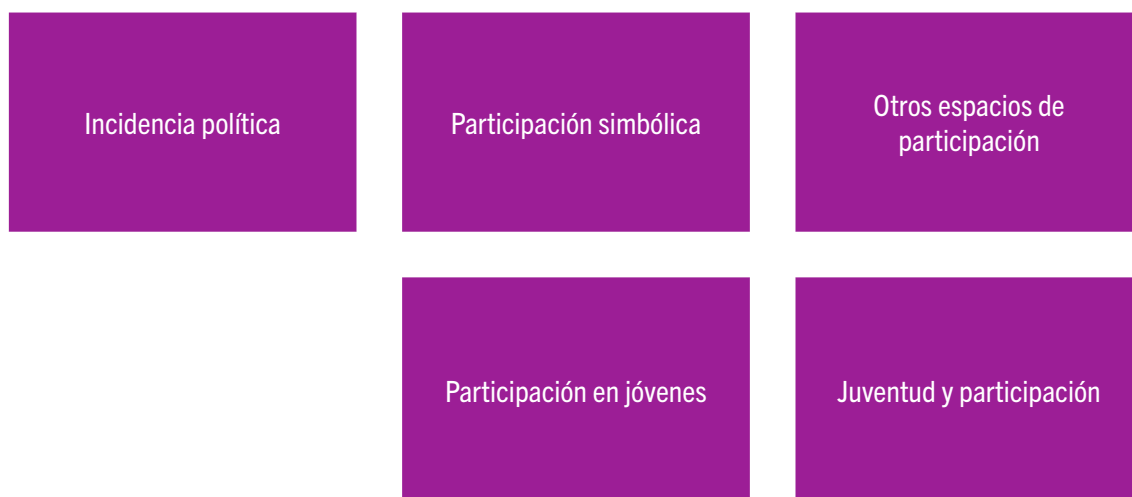 Incidencia política
Participación simbólica
Otros espacios de
participación
Participación en jóvenes
Juventud y participación